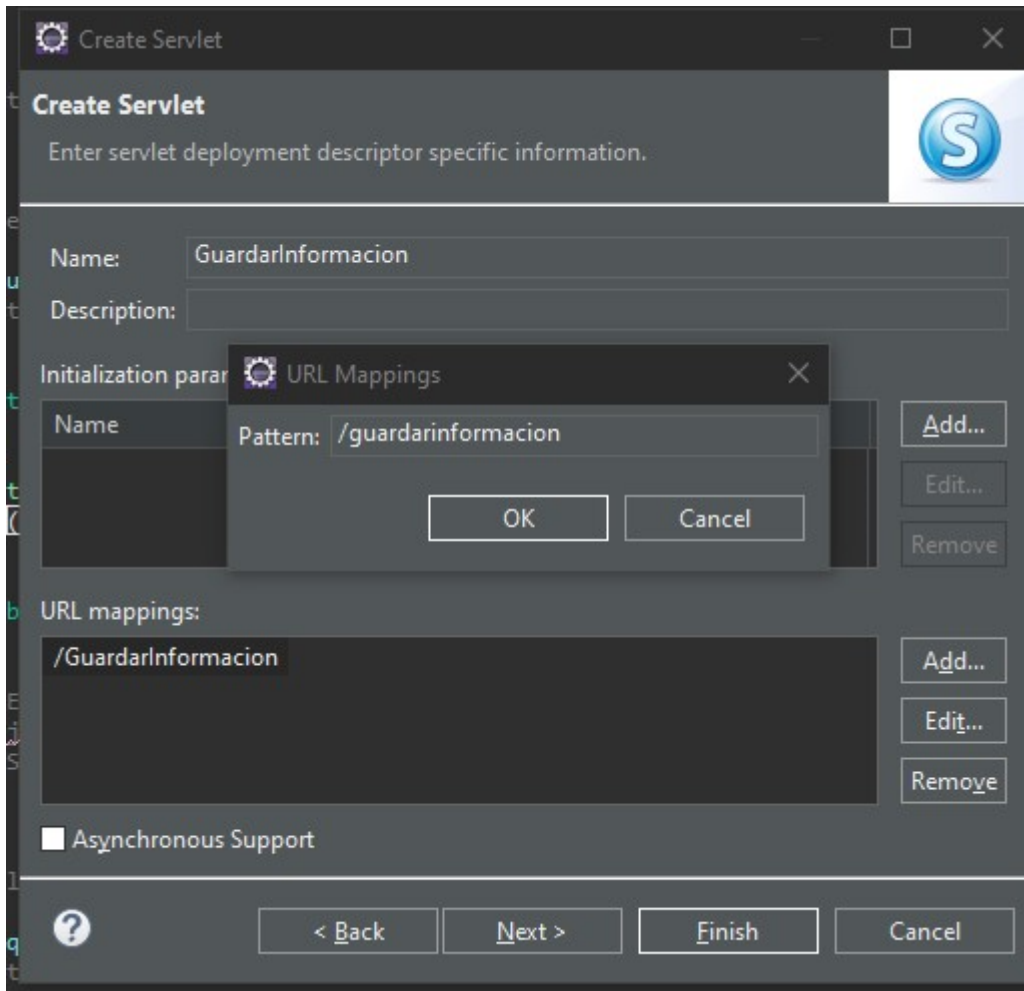 Create Servlet
Create Servlet
Enter servlet deployment descriptor specific information.
Name: GuardarInformacion
Description:
Initialization parar
URL Mappings
Name
Pattern: /guardarinformacion
Add...
Edit...
OK Cancel
Remove
URL mappings:
/GuardarInformacion
Add...
Edit...
Remove
Asynchronous Support
? < Back Next > Finish Cancel